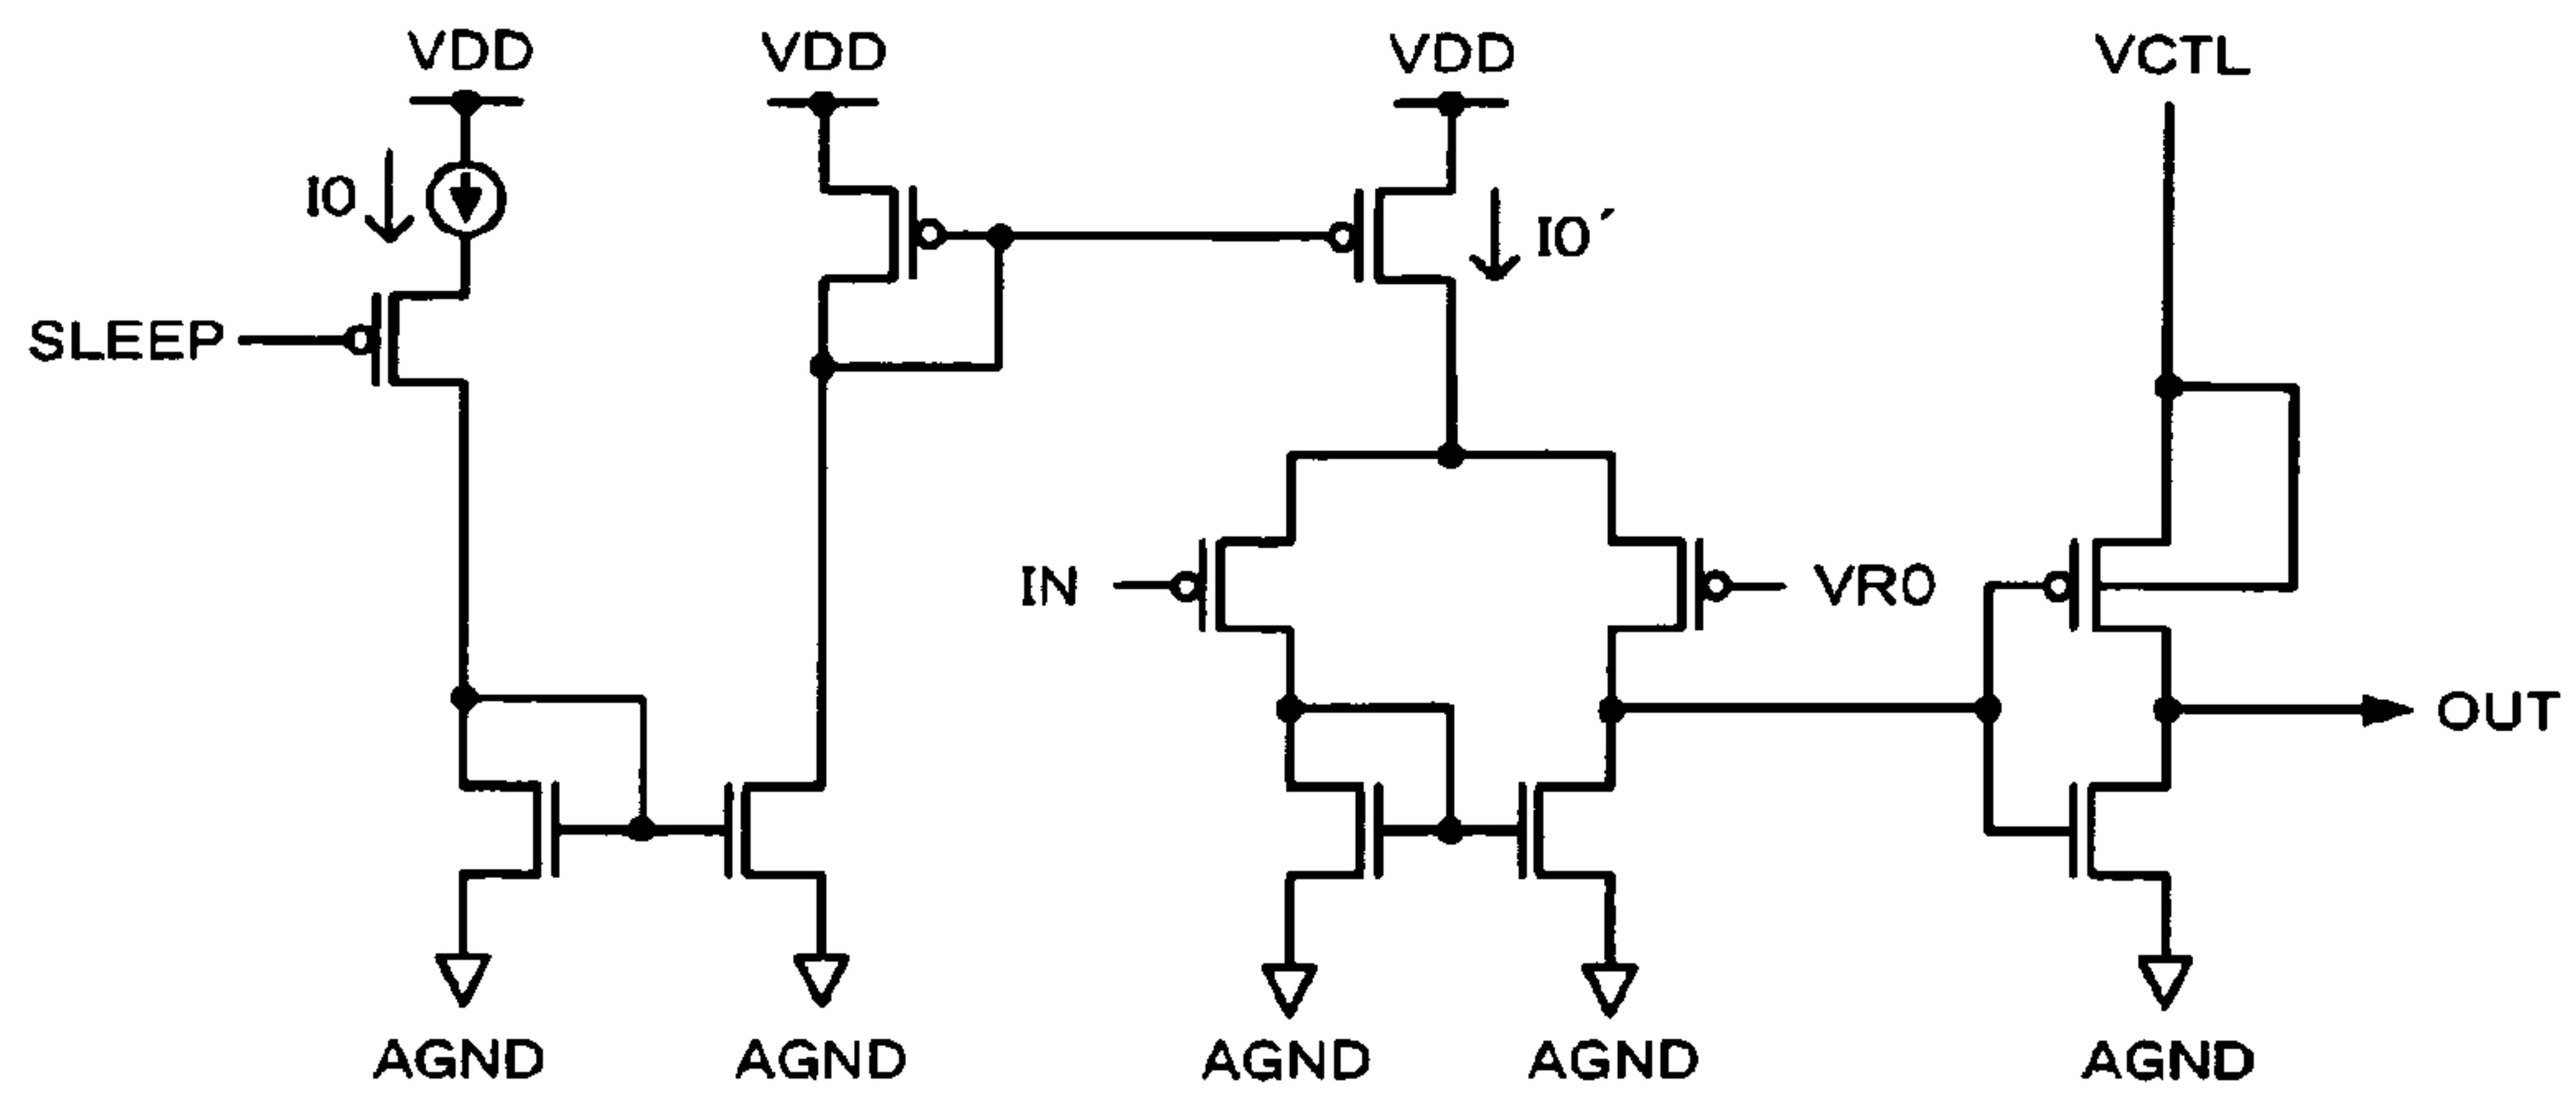 VDD VDD VDD VCTL
I0 I0´
SLEEP
IN VR0
OUT
AGND AGND AGND AGND AGND